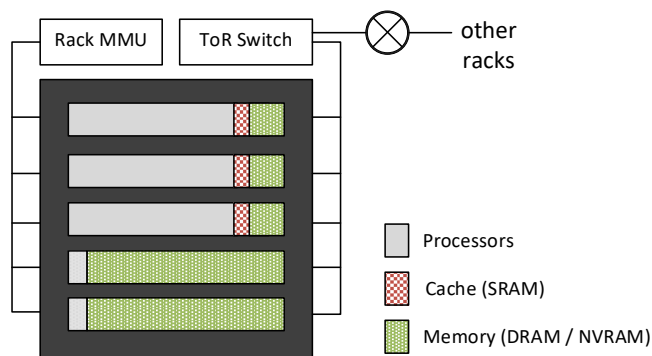 Rack MMU
ToR Switch
other
racks
Processors
Cache (SRAM)
Memory (DRAM / NVRAM)